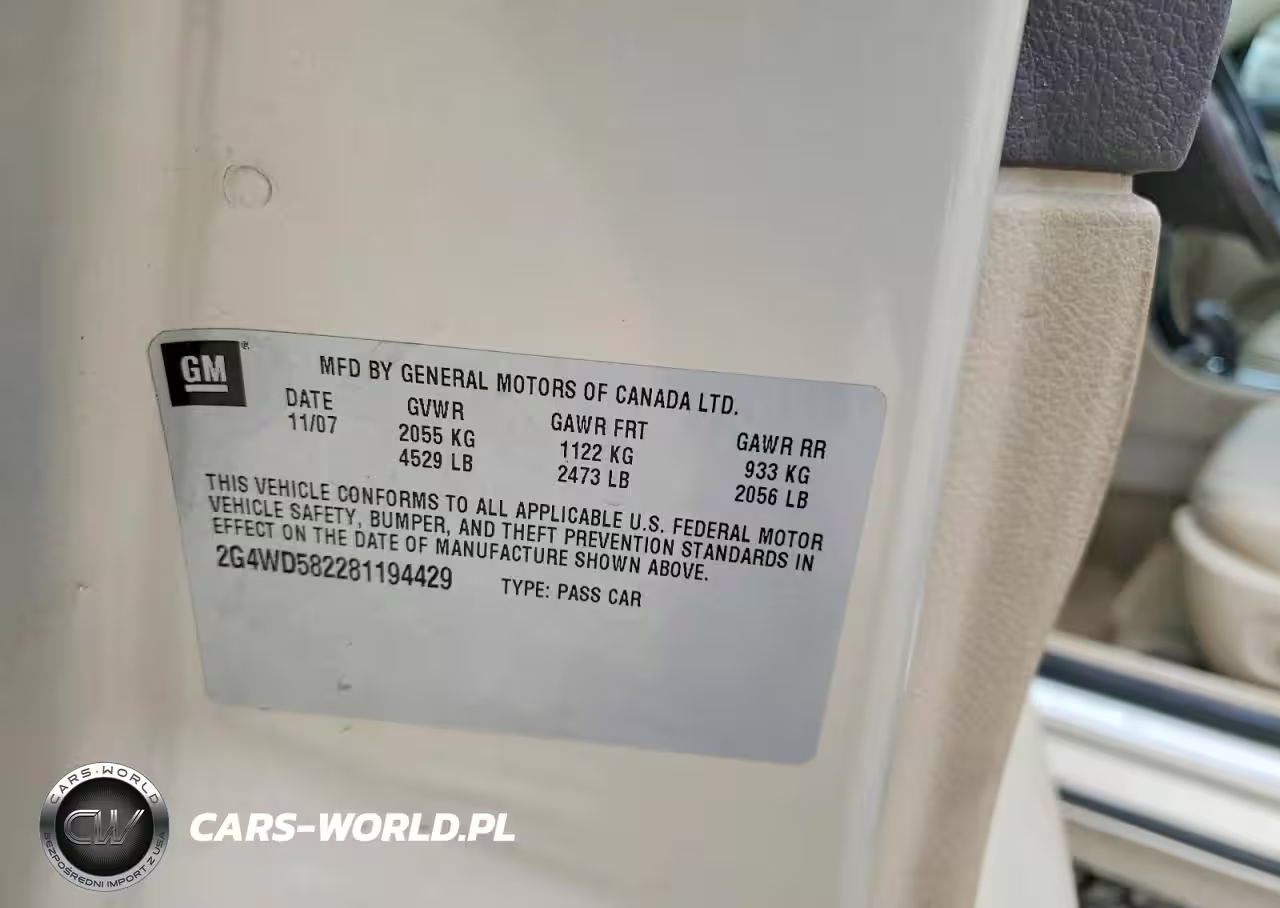 GM
MFD BY GENERAL MOTORS OF CANADA LTD.
DATE GVWR GAWR FRT GAWR RR
11/07 2055 KG 1122 KG 933 KG
4529 LB 2473 LB 2056 LB
THIS VEHICLE CONFORMS TO ALL APPLICABLE U.S. FEDERAL MOTOR
VEHICLE SAFETY, BUMPER, AND THEFT PREVENTION STANDARDS IN
EFFECT ON THE DATE OF MANUFACTURE SHOWN ABOVE.
2G4WD582281194429 TYPE: PASS CAR
CARS·WORLD
CW
BEZPOŚREDNI IMPORT Z USA
CARS-WORLD.PL